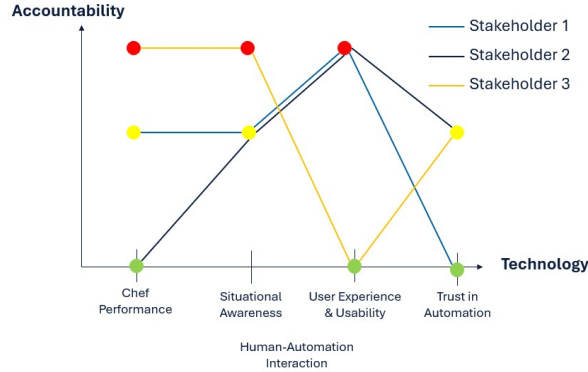 Accountability
Stakeholder 1
Stakeholder 2
Stakeholder 3
Technology
Chef
Performance
Situational
Awareness
User Experience
& Usability
Trust in
Automation
Human-Automation
Interaction